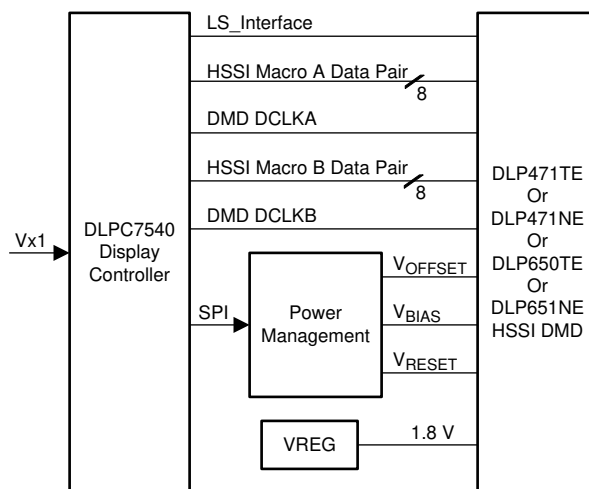 LS_Interface
HSSI Macro A Data Pair
8
DMD DCLKA
HSSI Macro B Data Pair
8
DMD DCLKB
Vx1
DLPC7540
Display
Controller
SPI
Power
Management
VOFFSET
VBIAS
VRESET
VREG
1.8 V
DLP471TE
Or
DLP471NE
Or
DLP650TE
Or
DLP651NE
HSSI DMD